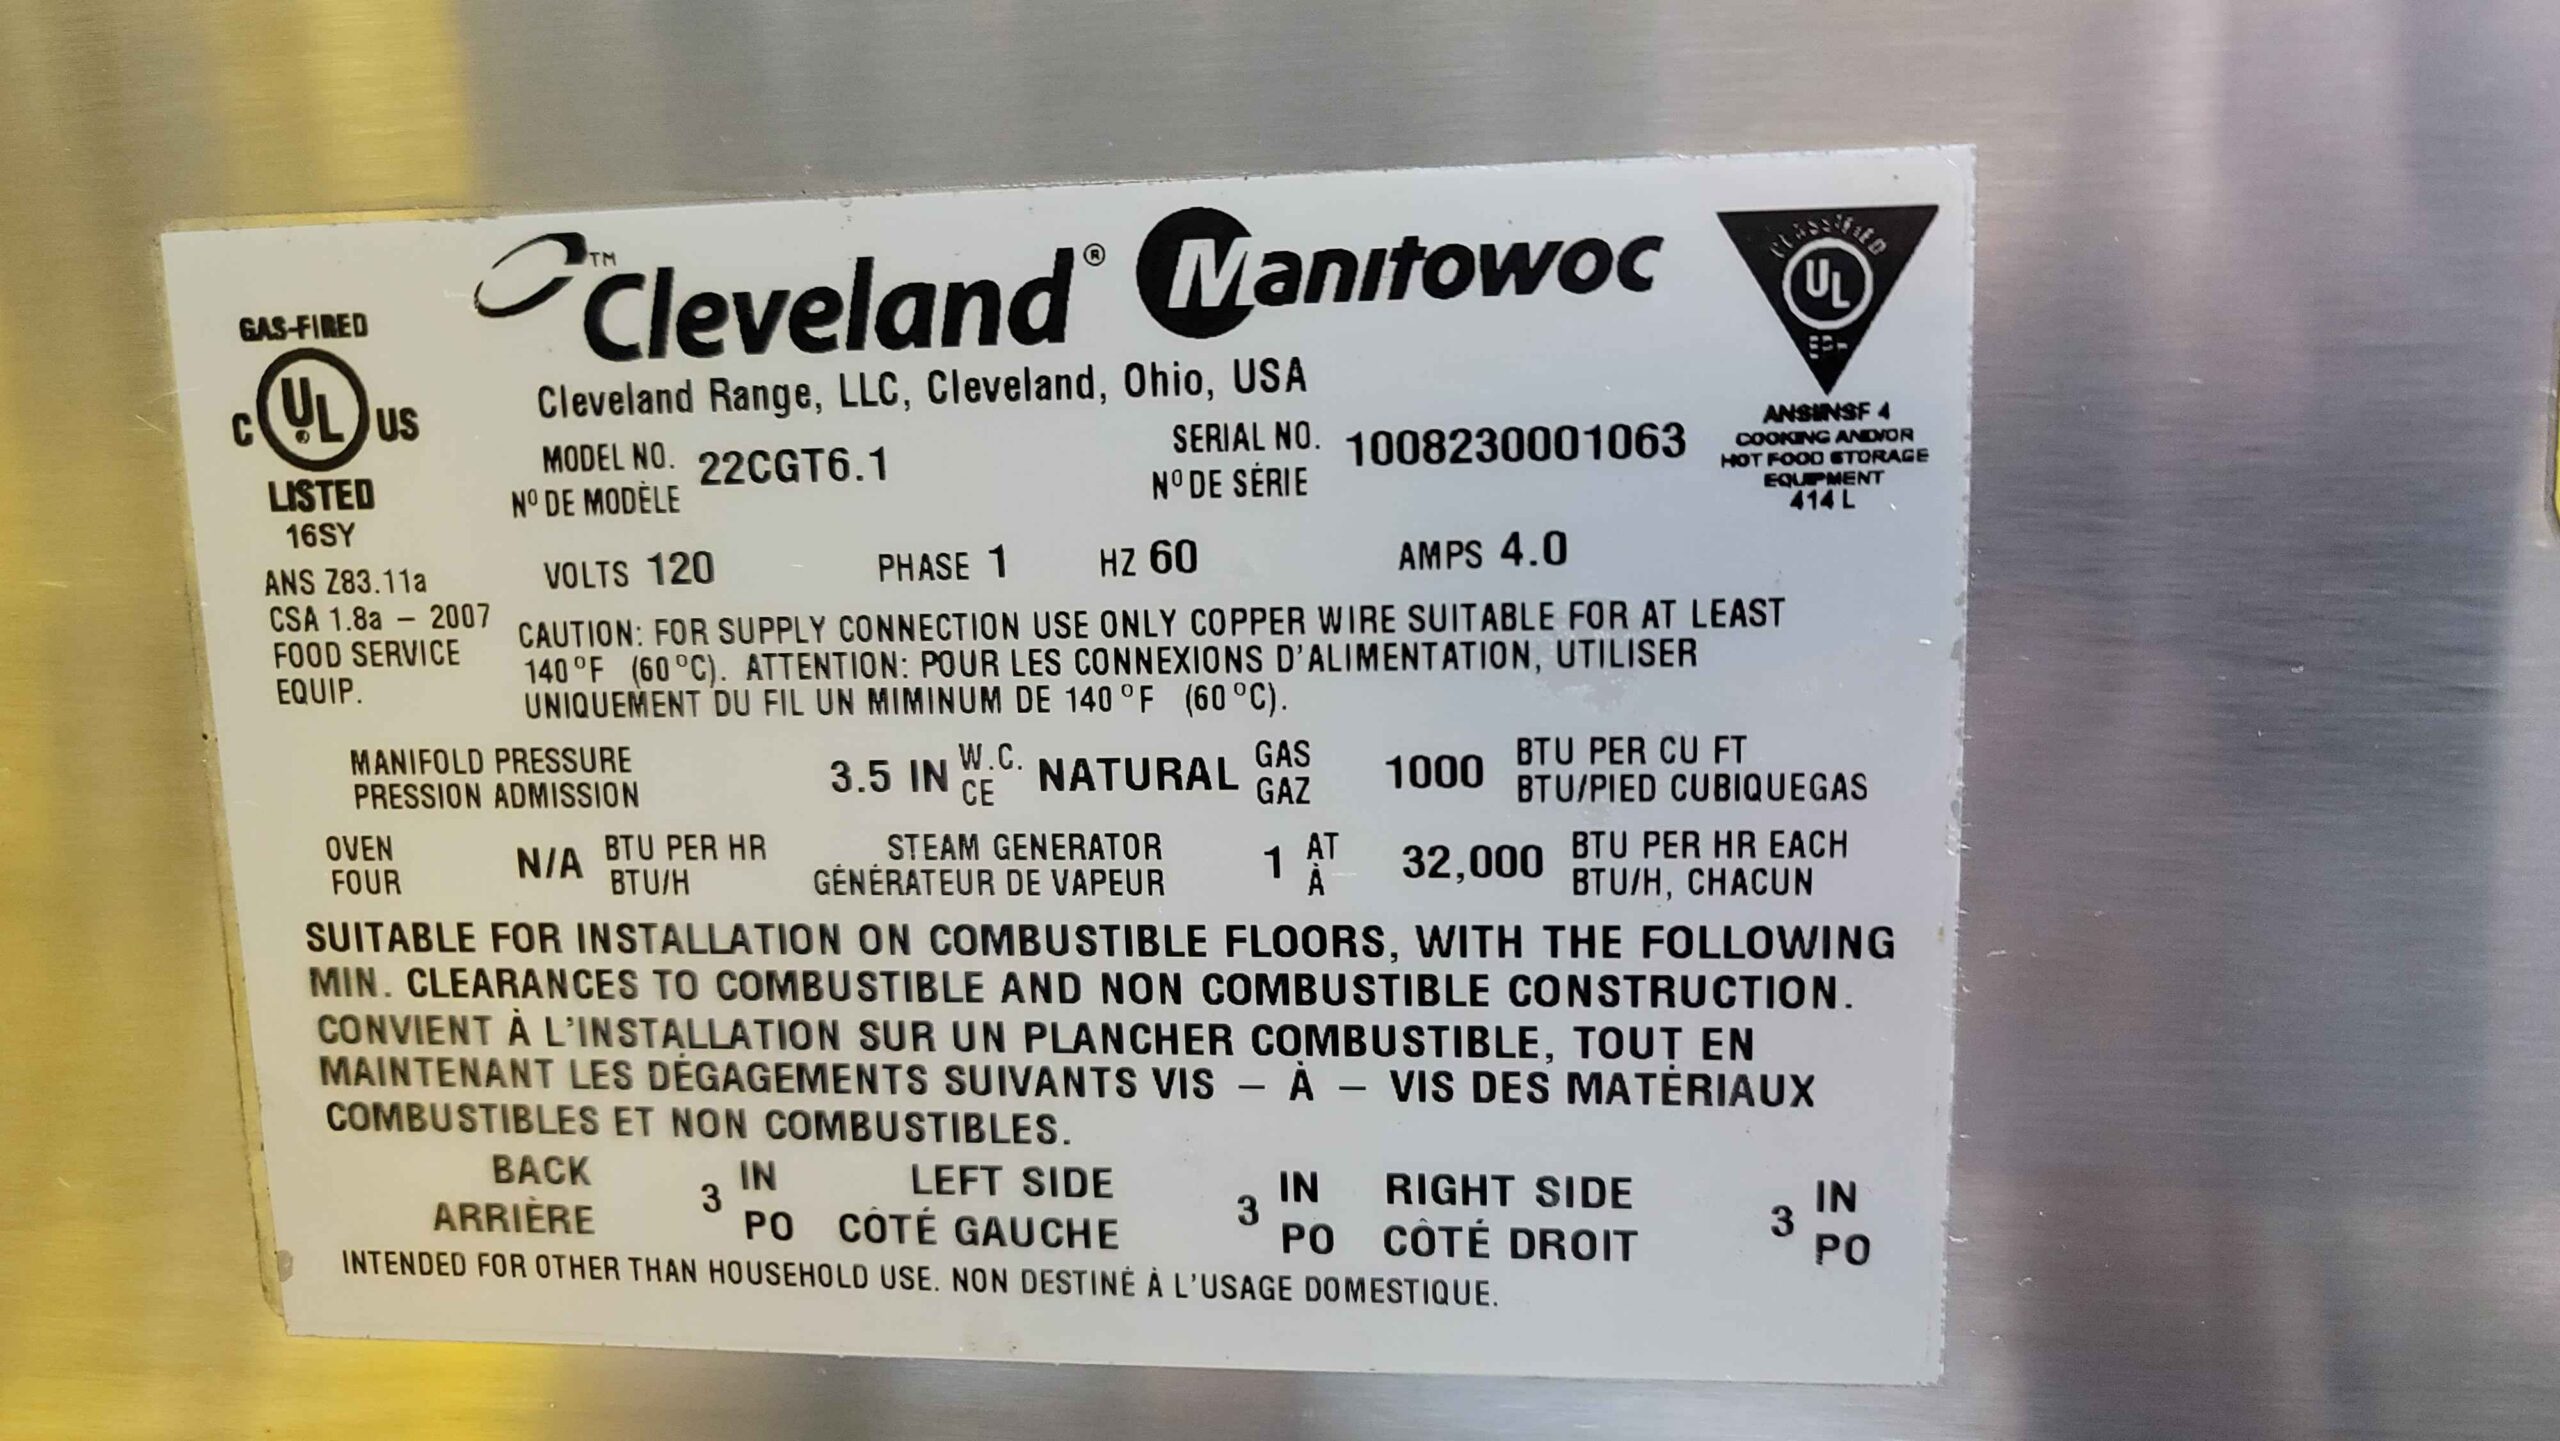 ™Cleveland® Manitowoc
Cleveland Range, LLC, Cleveland, Ohio, USA
GAS-FIRED
C UL® US
LISTED
16SY
ANS Z83.11a
CSA 1.8a – 2007
FOOD SERVICE
EQUIP.
CLASSIFIED
UL
EPH
ANSI/NSF 4
COOKING AND/OR
HOT FOOD STORAGE
EQUIPMENT
414 L
MODEL NO. 22CGT6.1 SERIAL NO. 1008230001063
Nº DE MODÈLE Nº DE SÉRIE
VOLTS 120 PHASE 1 HZ 60 AMPS 4.0
CAUTION: FOR SUPPLY CONNECTION USE ONLY COPPER WIRE SUITABLE FOR AT LEAST
140°F (60°C). ATTENTION: POUR LES CONNEXIONS D'ALIMENTATION, UTILISER
UNIQUEMENT DU FIL UN MIMINUM DE 140°F (60°C).
MANIFOLD PRESSURE 3.5 IN W.C. NATURAL GAS 1000 BTU PER CU FT
PRESSION ADMISSION CE GAZ BTU/PIED CUBIQUEGAS
OVEN N/A BTU PER HR STEAM GENERATOR 1 AT 32,000 BTU PER HR EACH
FOUR BTU/H GÉNÉRATEUR DE VAPEUR À BTU/H, CHACUN
SUITABLE FOR INSTALLATION ON COMBUSTIBLE FLOORS, WITH THE FOLLOWING
MIN. CLEARANCES TO COMBUSTIBLE AND NON COMBUSTIBLE CONSTRUCTION.
CONVIENT À L'INSTALLATION SUR UN PLANCHER COMBUSTIBLE, TOUT EN
MAINTENANT LES DÉGAGEMENTS SUIVANTS VIS – À – VIS DES MATÉRIAUX
COMBUSTIBLES ET NON COMBUSTIBLES.
BACK 3 IN LEFT SIDE 3 IN RIGHT SIDE 3 IN
ARRIÈRE PO CÔTÉ GAUCHE PO CÔTÉ DROIT PO
INTENDED FOR OTHER THAN HOUSEHOLD USE. NON DESTINÉ À L'USAGE DOMESTIQUE.